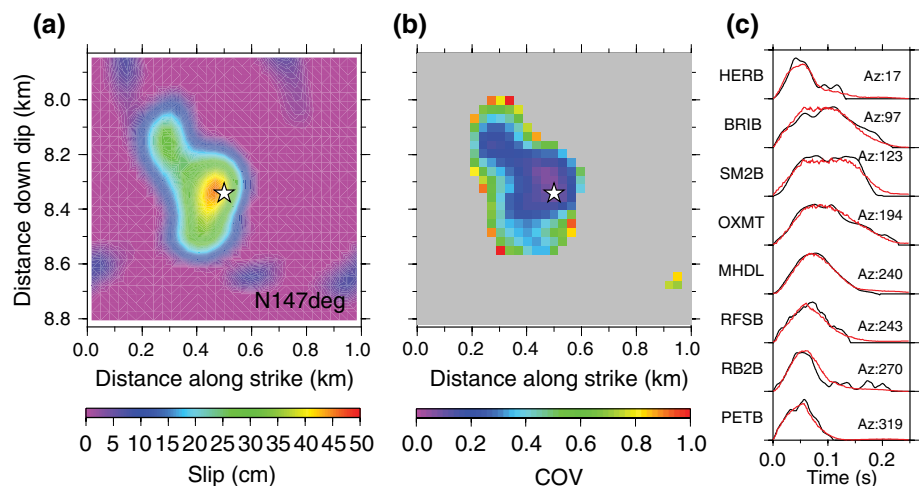 (a)
8.0
8.2
8.4
8.6
8.8
Distance down dip (km)
N147deg
0.0 0.2 0.4 0.6 0.8 1.0
Distance along strike (km)
0 5 10 15 20 25 30 35 40 45 50
Slip (cm)
(b)
0.0 0.2 0.4 0.6 0.8 1.0
Distance along strike (km)
0.0 0.2 0.4 0.6 0.8 1.0
COV
(c)
HERB Az:17
BRIB Az:97
SM2B Az:123
OXMT Az:194
MHDL Az:240
RFSB Az:243
RB2B Az:270
PETB Az:319
0.0 0.1 0.2
Time (s)